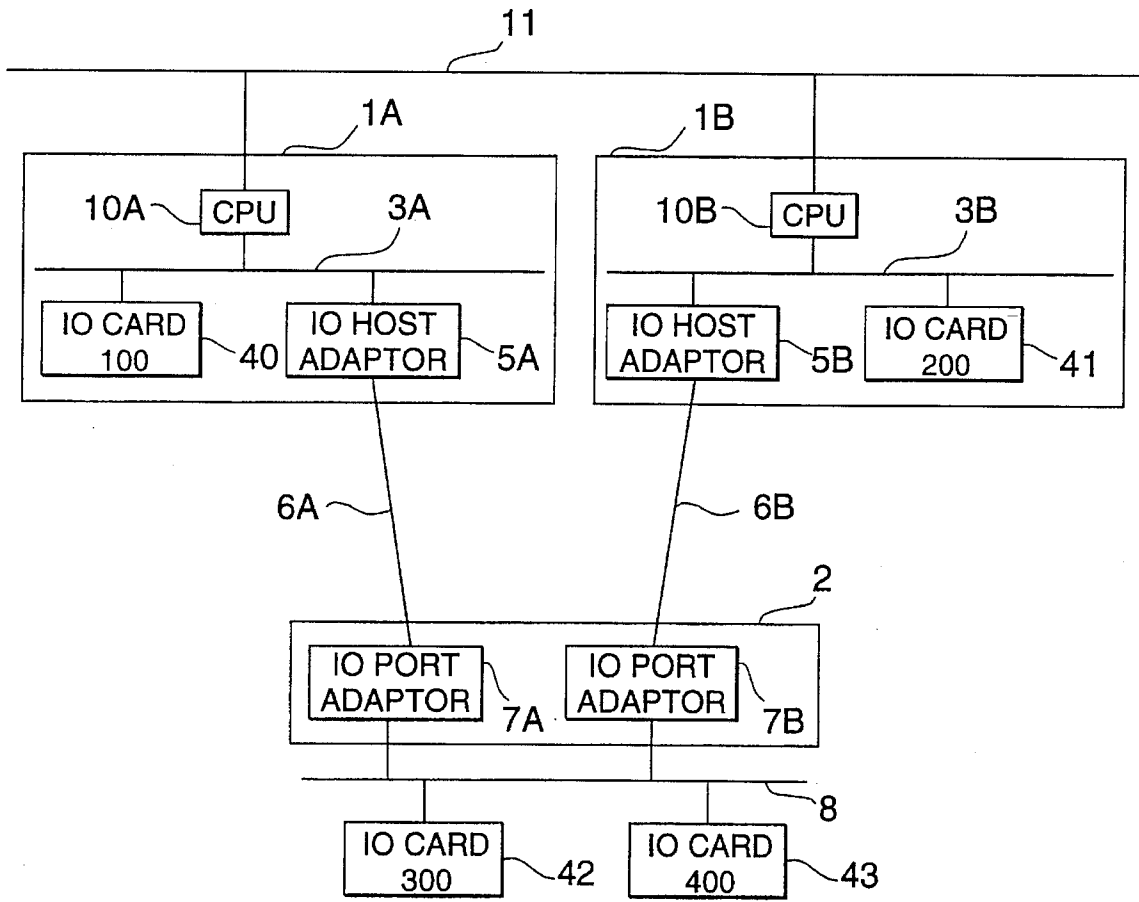 11
1A
1B
10A
CPU
3A
10B
CPU
3B
IO CARD
100
40
IO HOST
ADAPTOR
5A
IO HOST
ADAPTOR
5B
IO CARD
200
41
6A
6B
2
IO PORT
ADAPTOR
7A
IO PORT
ADAPTOR
7B
8
IO CARD
300
42
IO CARD
400
43